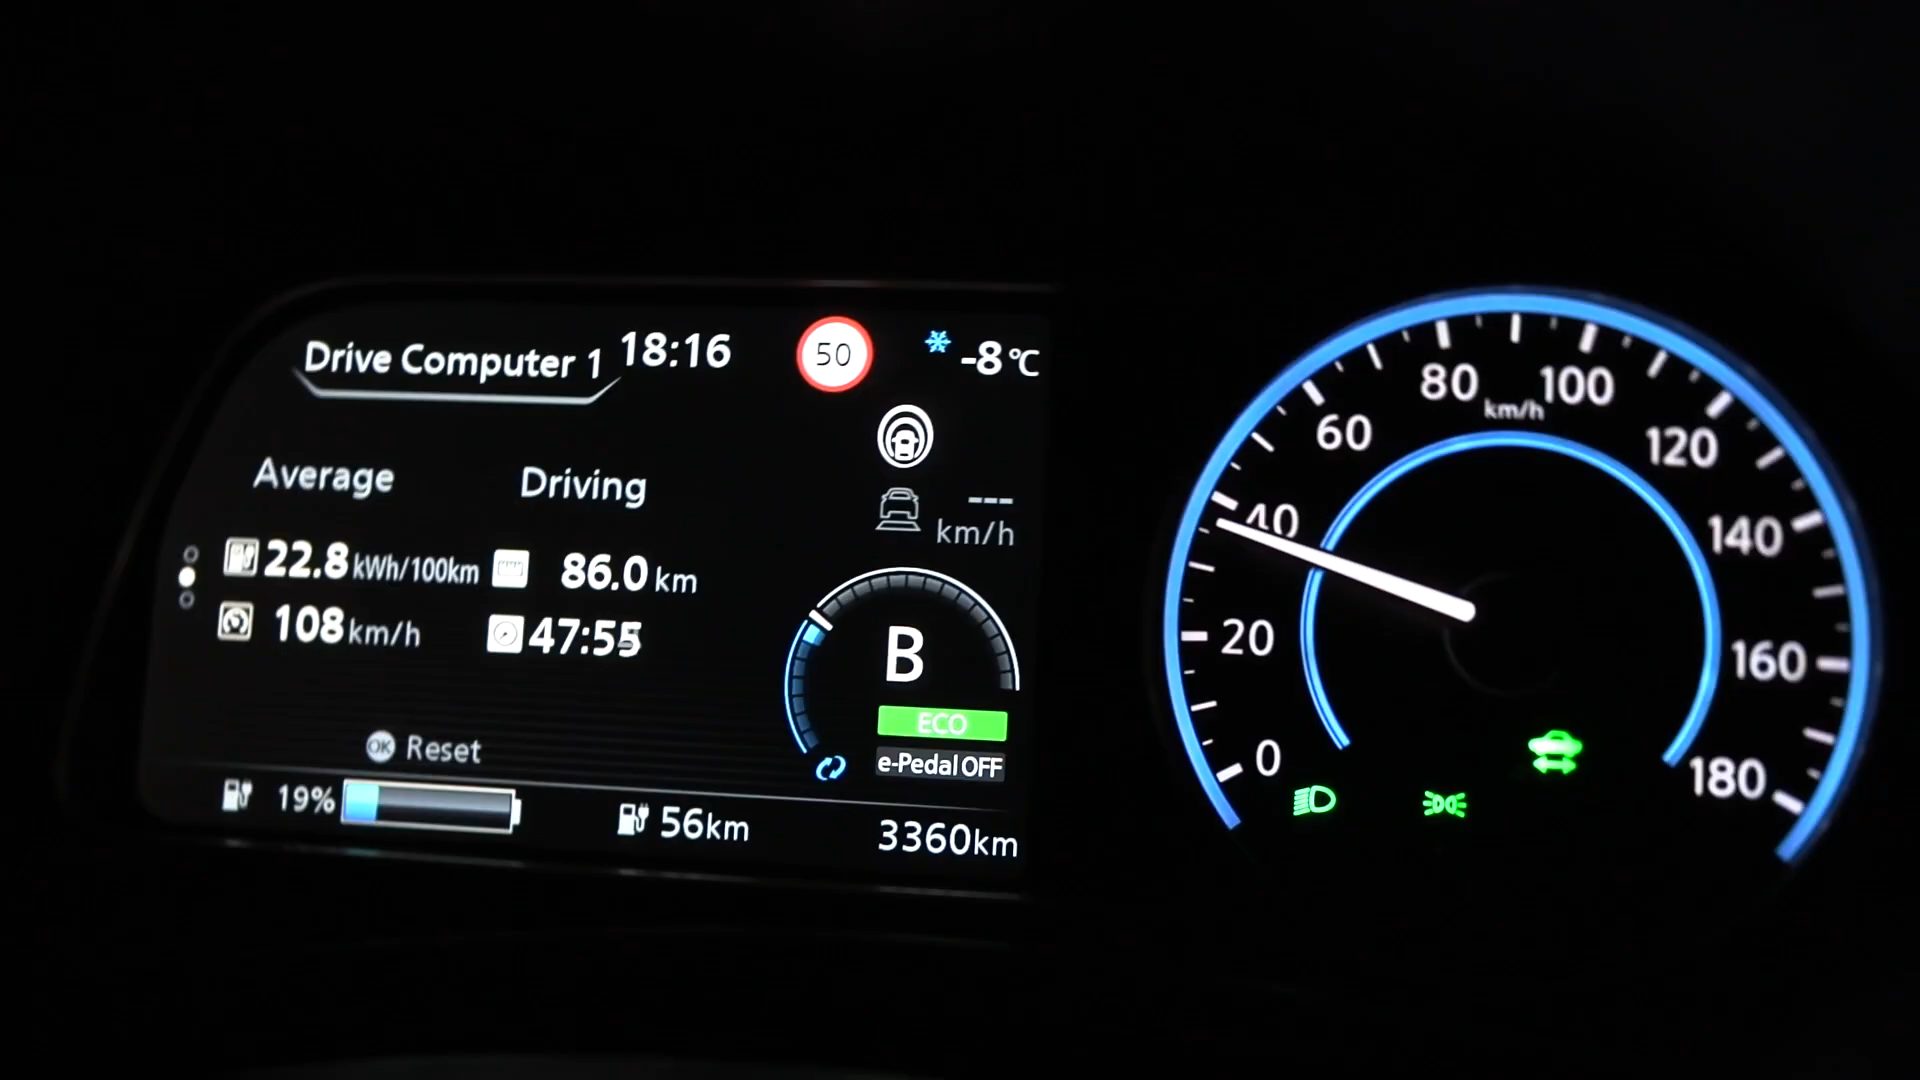 Drive Computer 1 18:16 50 -8°C
Average Driving
--- km/h
22.8 kWh/100km 86.0 km
108 km/h 47:55
B
ECO
e-Pedal OFF
OK Reset
19% 56km 3360km
0
20
40
60
80
km/h
100
120
140
160
180